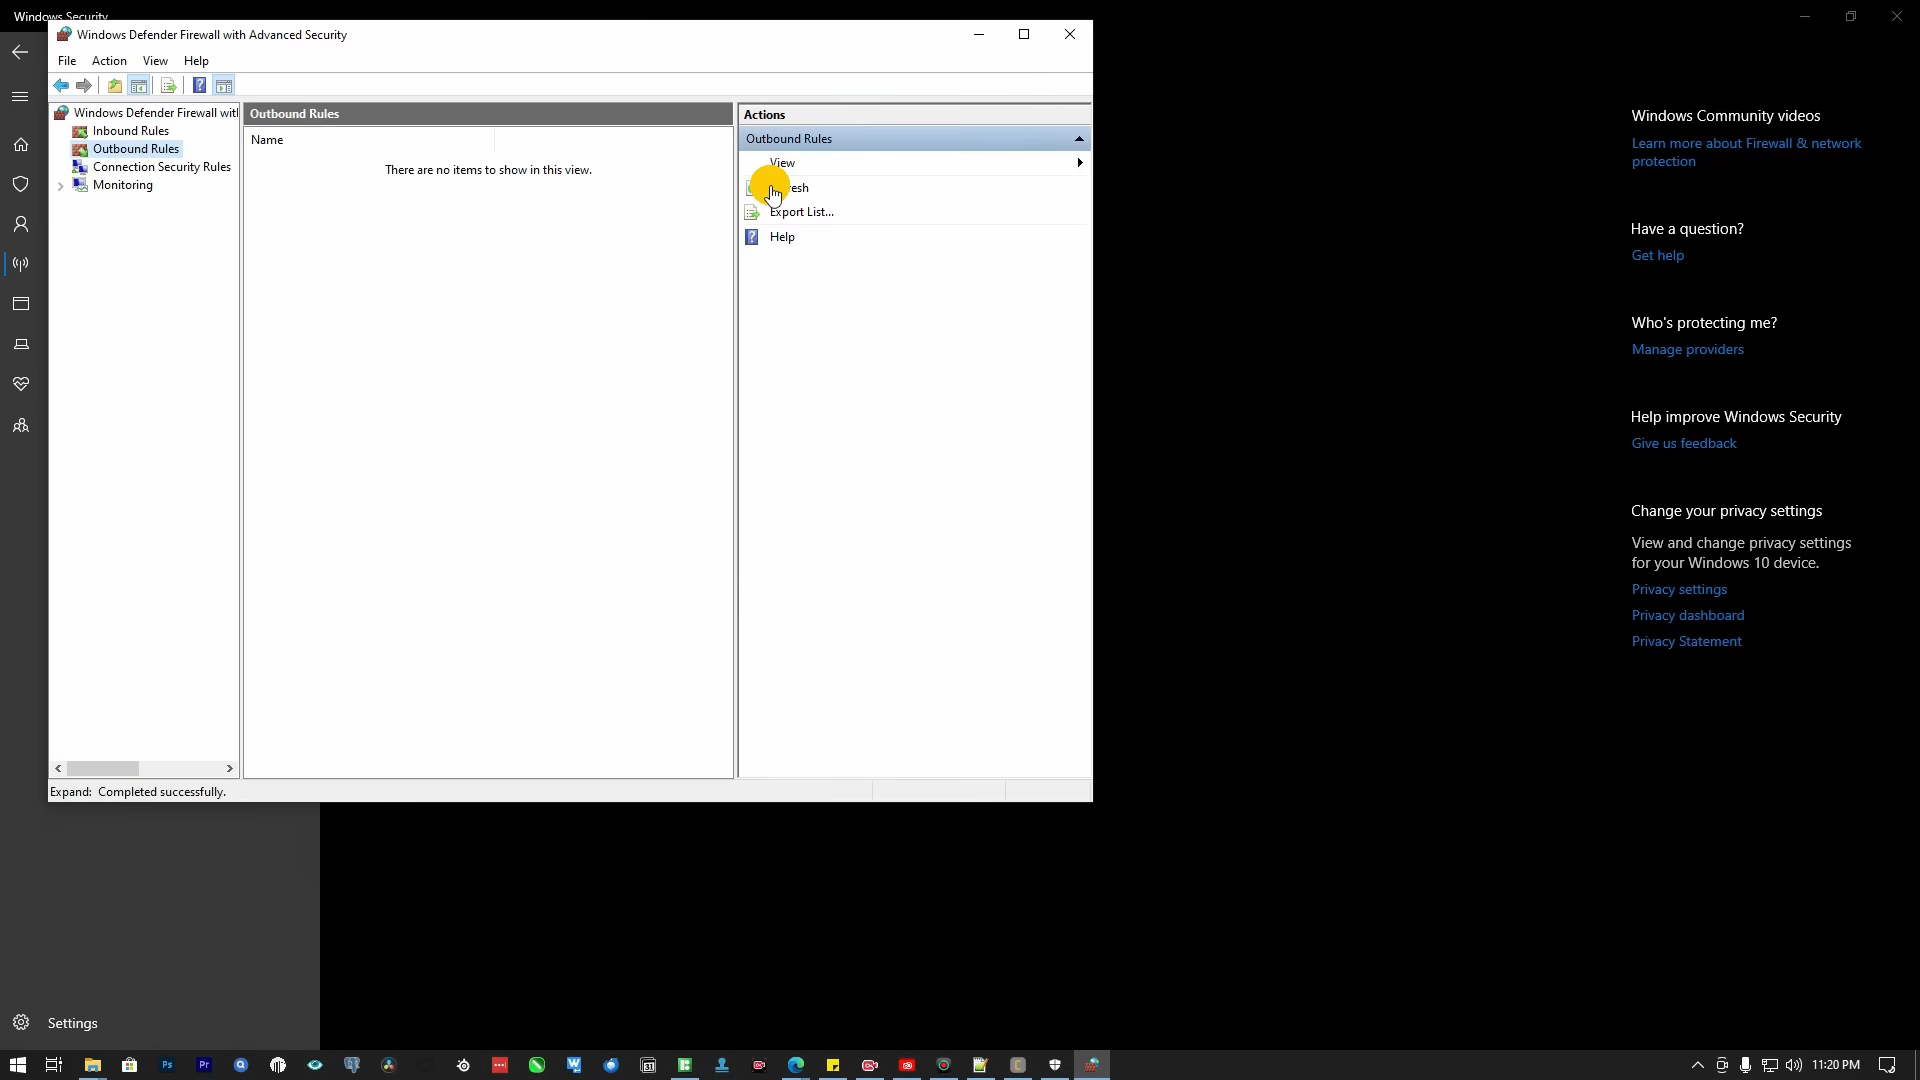 Windows Security
Windows Defender Firewall with Advanced Security
File Action View Help
Windows Defender Firewall wit
Inbound Rules
Outbound Rules
Connection Security Rules
Monitoring
Outbound Rules
Name
There are no items to show in this view.
Actions
Outbound Rules
View
esh
Export List...
Help
Expand: Completed successfully.
Windows Community videos
Learn more about Firewall & network
protection
Have a question?
Get help
Who's protecting me?
Manage providers
Help improve Windows Security
Give us feedback
Change your privacy settings
View and change privacy settings
for your Windows 10 device.
Privacy settings
Privacy dashboard
Privacy Statement
Settings
Ps
Pr
31
11:20 PM